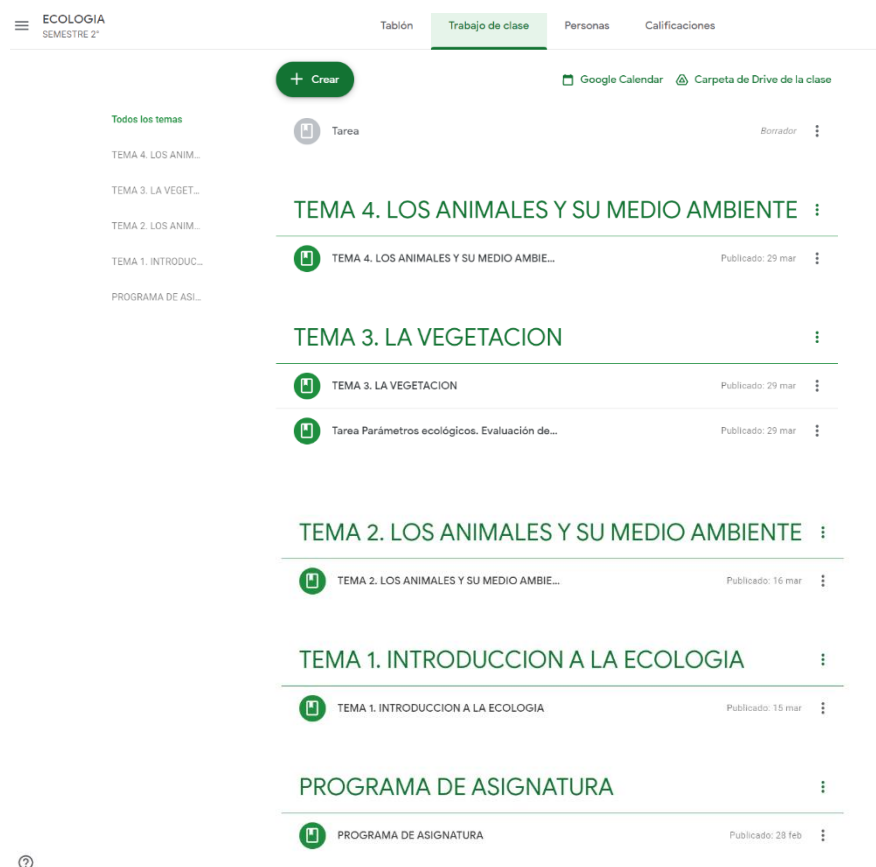 ECOLOGIA
SEMESTRE 2°
Tablón Trabajo de clase Personas Calificaciones
Crear
Google Calendar Carpeta de Drive de la clase
Todos los temas
TEMA 4. LOS ANIM...
TEMA 3. LA VEGET...
TEMA 2. LOS ANIM...
TEMA 1. INTRODUC...
PROGRAMA DE ASI...
Tarea Borrador
TEMA 4. LOS ANIMALES Y SU MEDIO AMBIENTE
TEMA 4. LOS ANIMALES Y SU MEDIO AMBIE... Publicado: 29 mar
TEMA 3. LA VEGETACION
TEMA 3. LA VEGETACION Publicado: 29 mar
Tarea Parámetros ecológicos. Evaluación de... Publicado: 29 mar
TEMA 2. LOS ANIMALES Y SU MEDIO AMBIENTE
TEMA 2. LOS ANIMALES Y SU MEDIO AMBIE... Publicado: 16 mar
TEMA 1. INTRODUCCION A LA ECOLOGIA
TEMA 1. INTRODUCCION A LA ECOLOGIA Publicado: 15 mar
PROGRAMA DE ASIGNATURA
PROGRAMA DE ASIGNATURA Publicado: 28 feb